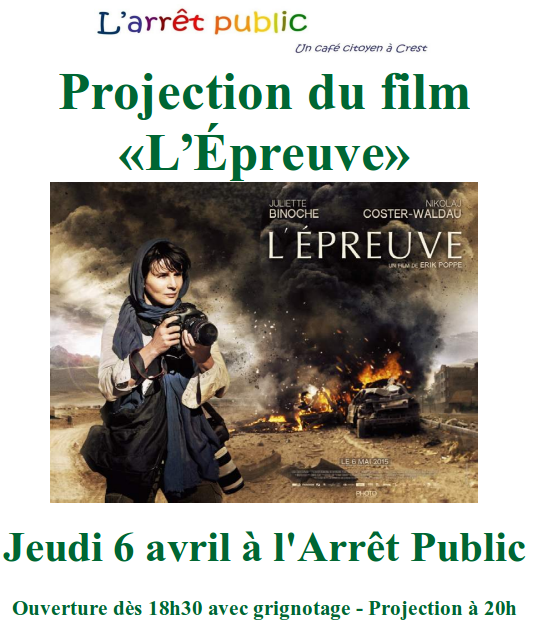 L'arrêt public
Un café citoyen à Crest
Projection du film
«L'Épreuve»
JULIETTE
BINOCHE
NIKOLAJ
COSTER-WALDAU
L'ÉPREUVE
UN FILM DE ERIK POPPE
LE 6 MAI 2015
PHOTO
Jeudi 6 avril à l'Arrêt Public
Ouverture dès 18h30 avec grignotage - Projection à 20h